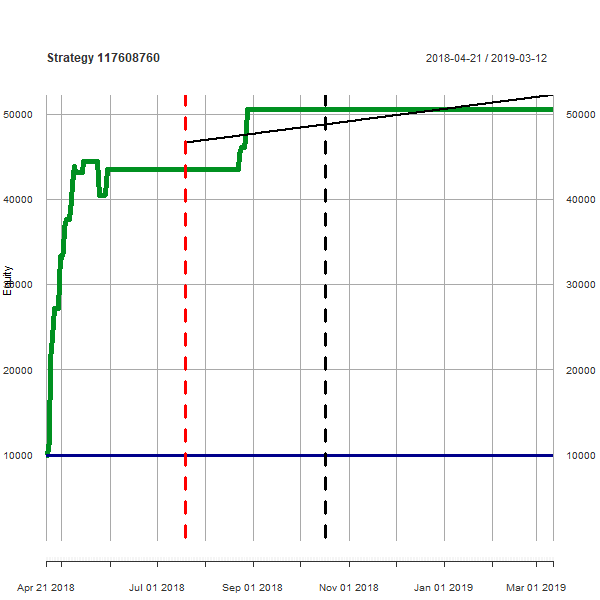 Strategy 117608760
2018-04-21 / 2019-03-12
50000 50000
40000 40000
Equity
30000 30000
20000 20000
10000 10000
Apr 21 2018 Jul 01 2018 Sep 01 2018 Nov 01 2018 Jan 01 2019 Mar 01 2019